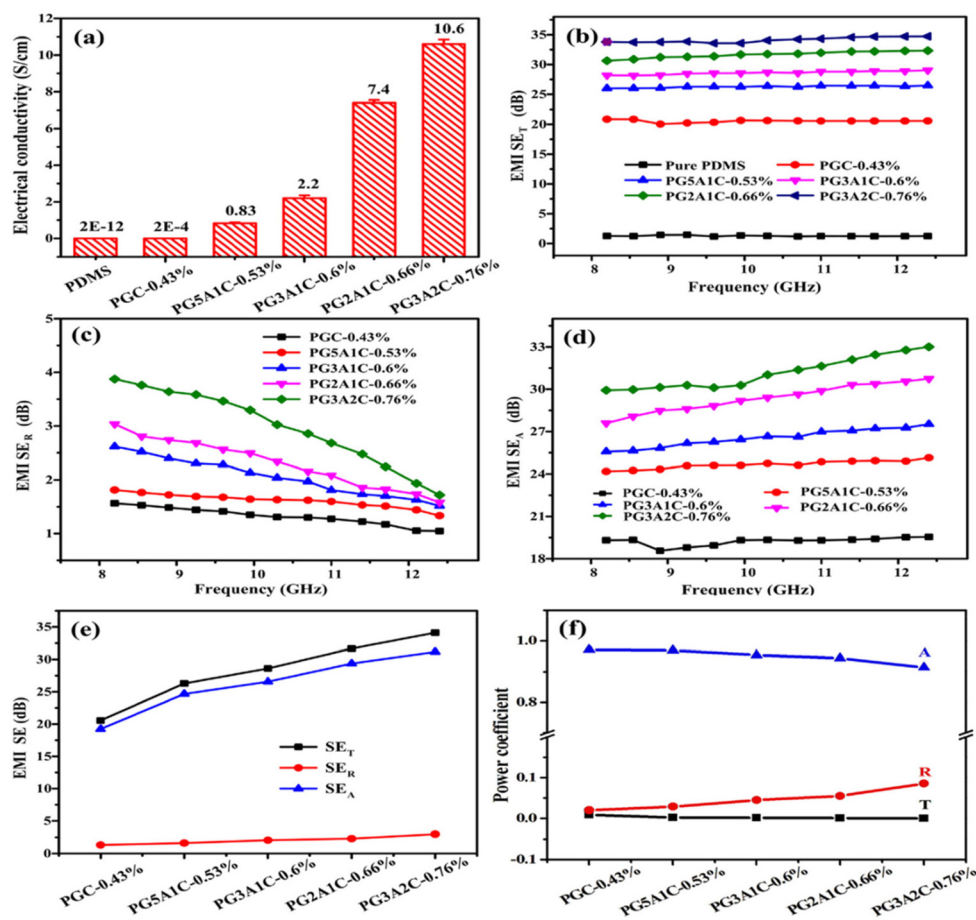 (a)
Electrical conductivity (S/cm)
12
10
8
6
4
2
0
2E-12
2E-4
0.83
2.2
7.4
10.6
PDMS
PGC-0.43%
PG5A1C-0.53%
PG3A1C-0.6%
PG2A1C-0.66%
PG3A2C-0.76%
(b)
EMI SE_T (dB)
35
30
25
20
15
10
5
0
Pure PDMS
PGC-0.43%
PG5A1C-0.53%
PG3A1C-0.6%
PG2A1C-0.66%
PG3A2C-0.76%
8 9 10 11 12
Frequency (GHz)
(c)
EMI SE_R (dB)
5
4
3
2
1
PGC-0.43%
PG5A1C-0.53%
PG3A1C-0.6%
PG2A1C-0.66%
PG3A2C-0.76%
8 9 10 11 12
Frequency (GHz)
(d)
EMI SE_A (dB)
33
30
27
24
21
18
PGC-0.43%
PG5A1C-0.53%
PG3A1C-0.6%
PG2A1C-0.66%
PG3A2C-0.76%
8 9 10 11 12
Frequency (GHz)
(e)
EMI SE (dB)
35
30
25
20
15
10
5
0
SE_T
SE_R
SE_A
PGC-0.43%
PG5A1C-0.53%
PG3A1C-0.6%
PG2A1C-0.66%
PG3A2C-0.76%
(f)
Power coefficient
1.0
0.8
0.1
0.0
-0.1
A
R
T
PGC-0.43%
PG5A1C-0.53%
PG3A1C-0.6%
PG2A1C-0.66%
PG3A2C-0.76%